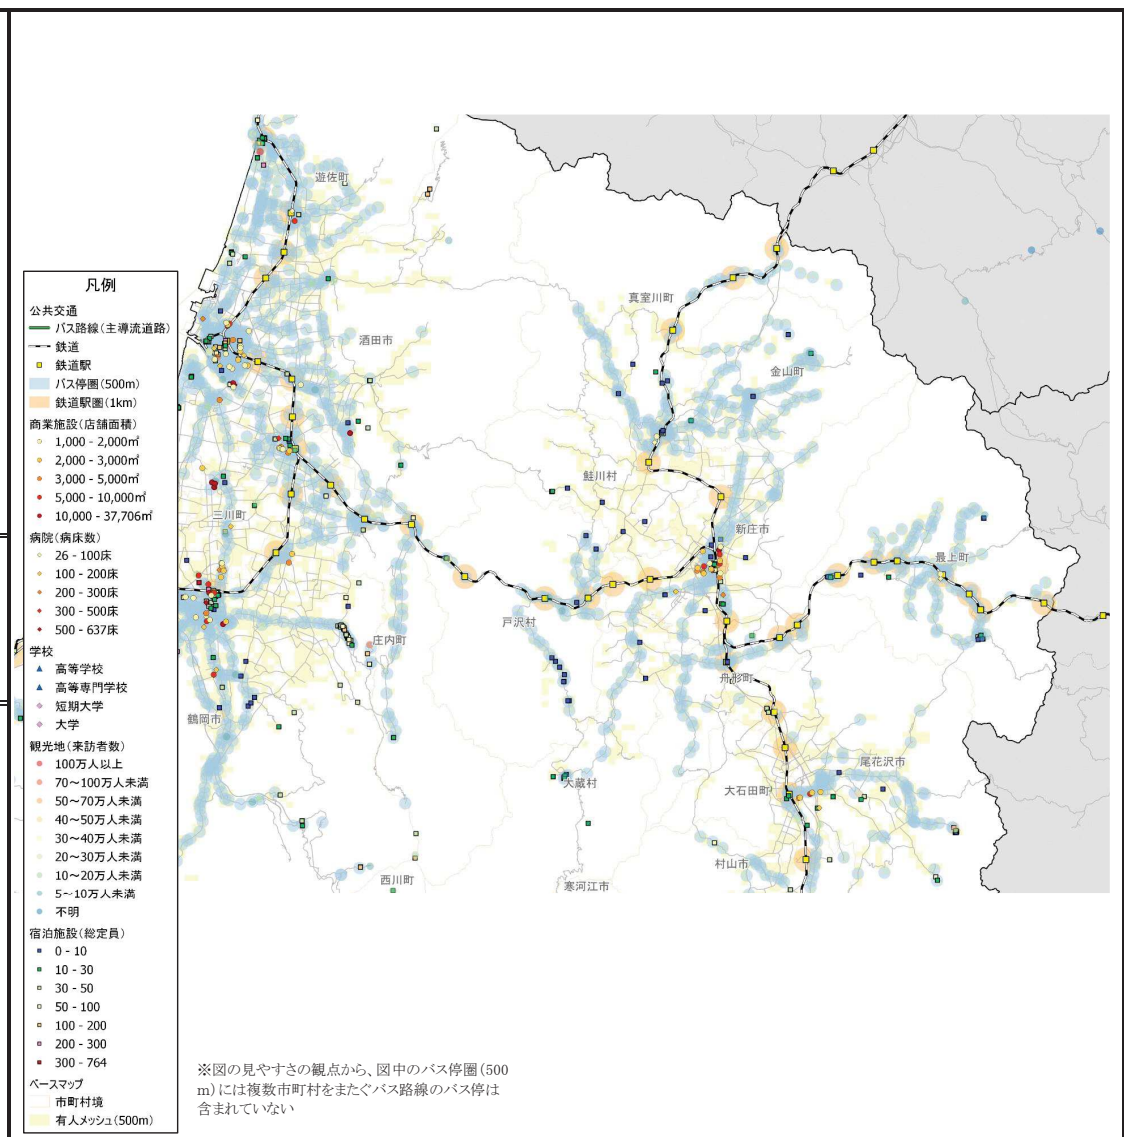 凡例
公共交通
バス路線(主導流道路)
鉄道
鉄道駅
バス停圏(500m)
鉄道駅圏(1km)
商業施設(店舗面積)
1,000 - 2,000㎡
2,000 - 3,000㎡
3,000 - 5,000㎡
5,000 - 10,000㎡
10,000 - 37,706㎡
病院(病床数)
26 - 100床
100 - 200床
200 - 300床
300 - 500床
500 - 637床
学校
高等学校
高等専門学校
短期大学
大学
観光地(来訪者数)
100万人以上
70～100万人未満
50～70万人未満
40～50万人未満
30～40万人未満
20～30万人未満
10～20万人未満
5~10万人未満
不明
宿泊施設(総定員)
0 - 10
10 - 30
30 - 50
50 - 100
100 - 200
200 - 300
300 - 764
ベースマップ
市町村境
有人メッシュ(500m)
遊佐町
真室川町
酒田市
金山町
鮭川村
三川町
新庄市
最上町
戸沢村
庄内町
舟形町
鶴岡市
尾花沢市
大蔵村
大石田町
村山市
西川町
寒河江市
※図の見やすさの観点から、図中のバス停圏(500
m)には複数市町村をまたぐバス路線のバス停は
含まれていない